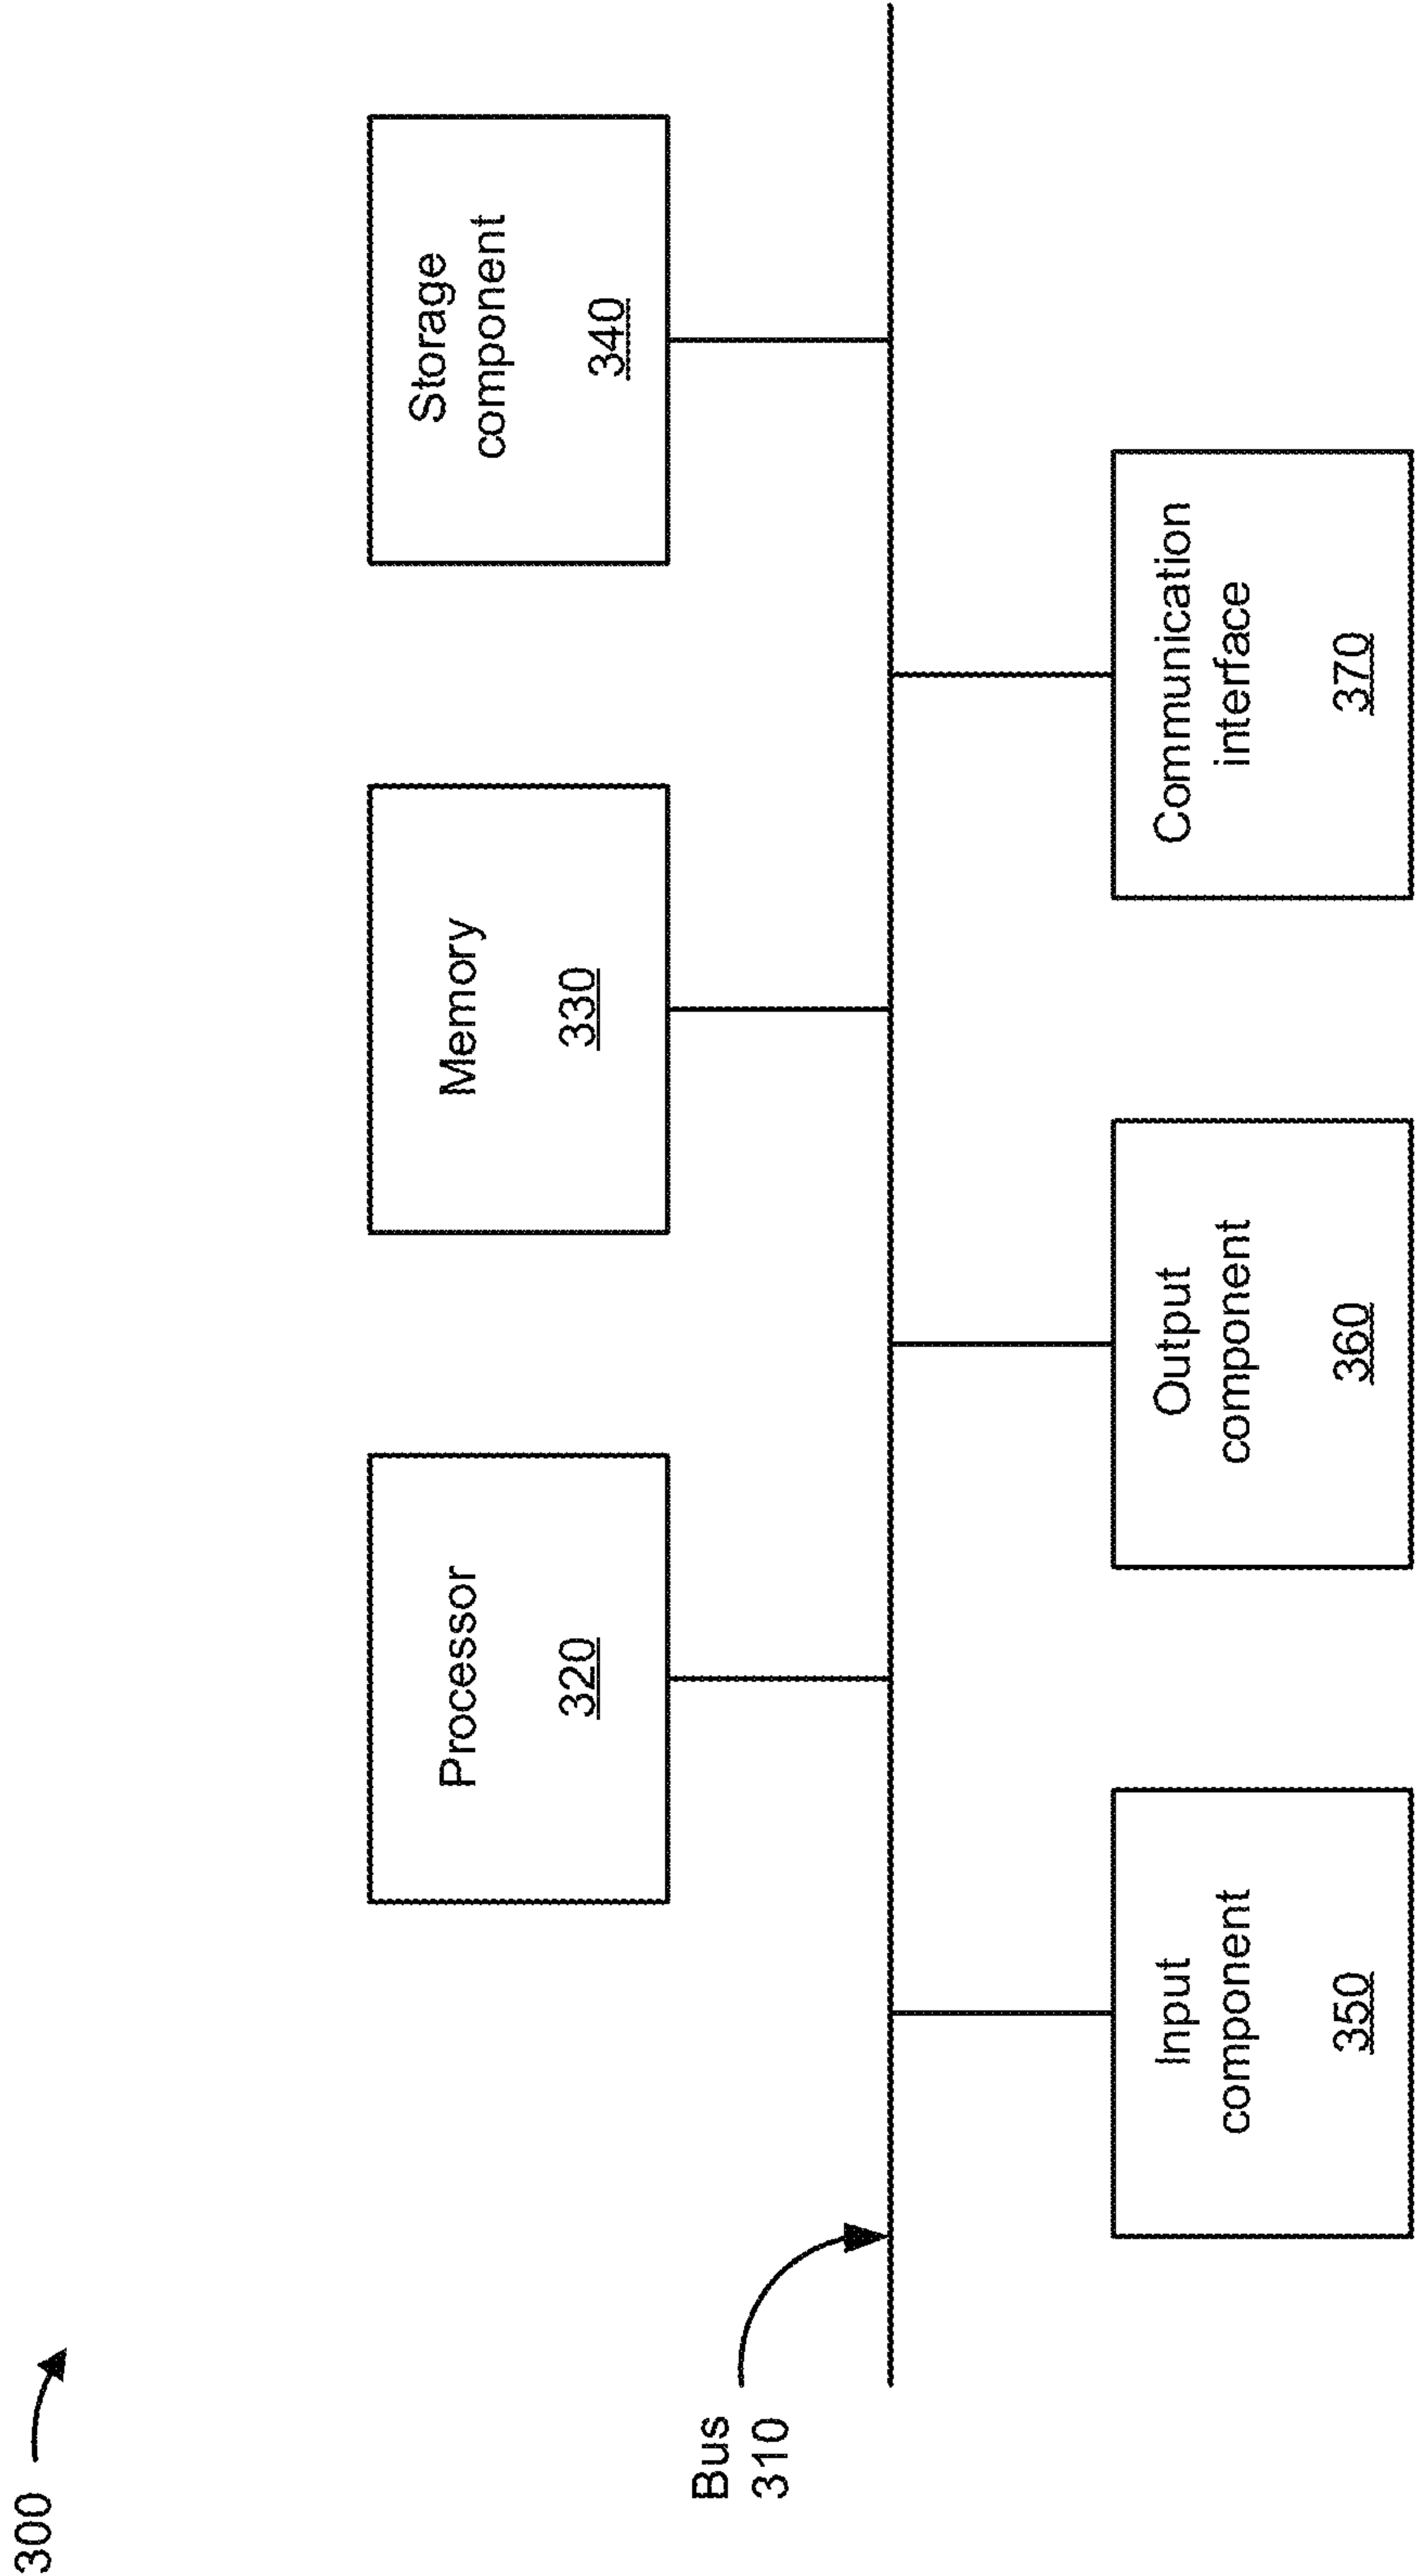 300
Processor
320
Memory
330
Storage
component
340
Bus
310
Input
component
350
Output
component
360
Communication
interface
370